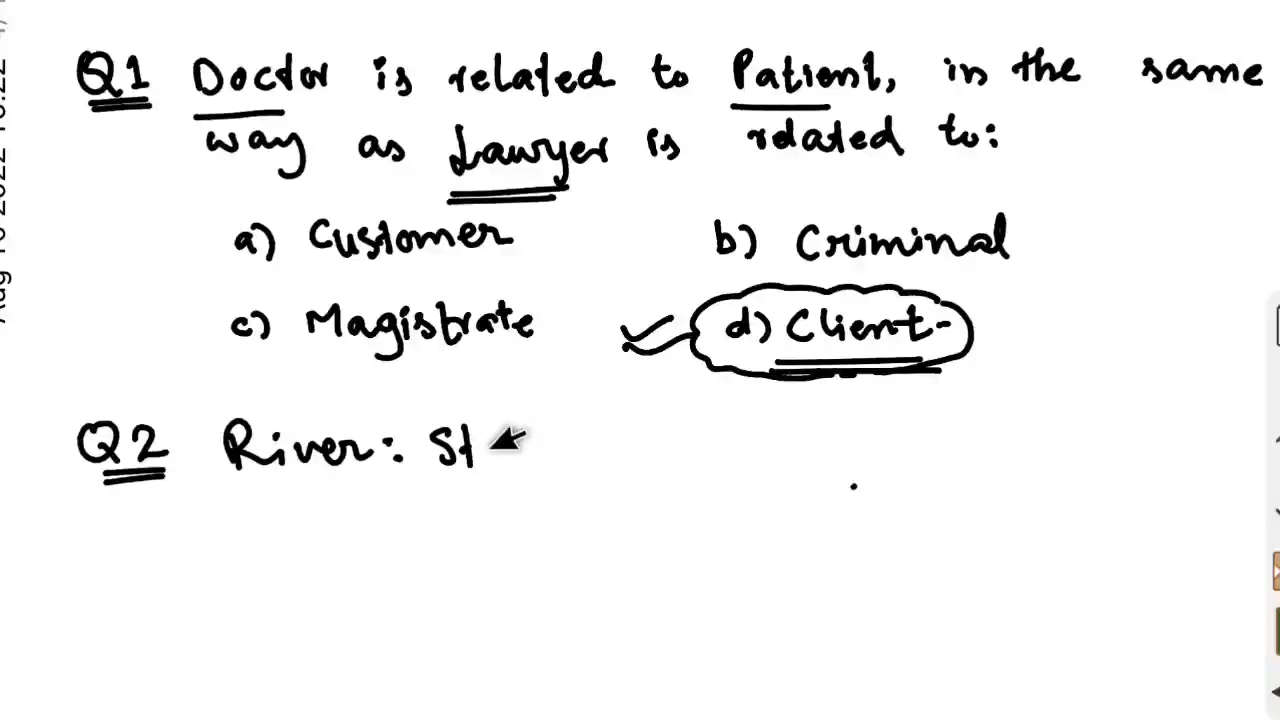 Q1 Doctor is related to Patient, in the same
way as Lawyer is related to:
a) Customer b) Criminal
c) Magistrate d) Client
Q2 River: St